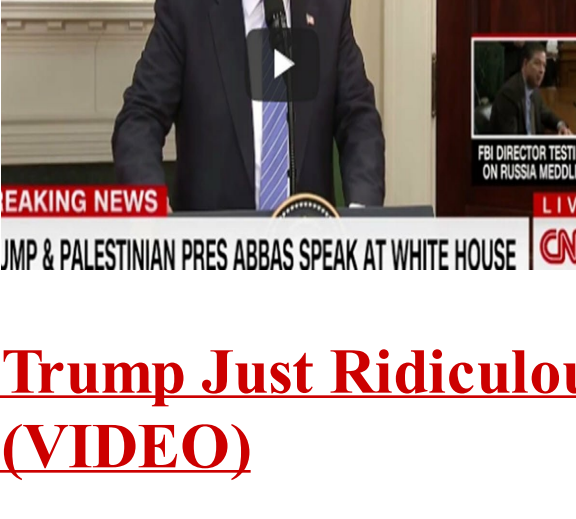 FBI DIRECTOR TESTI
ON RUSSIA MEDDL
REAKING NEWS
LIV
UMP & PALESTINIAN PRES ABBAS SPEAK AT WHITE HOUSE
CN
Trump Just Ridiculou
(VIDEO)